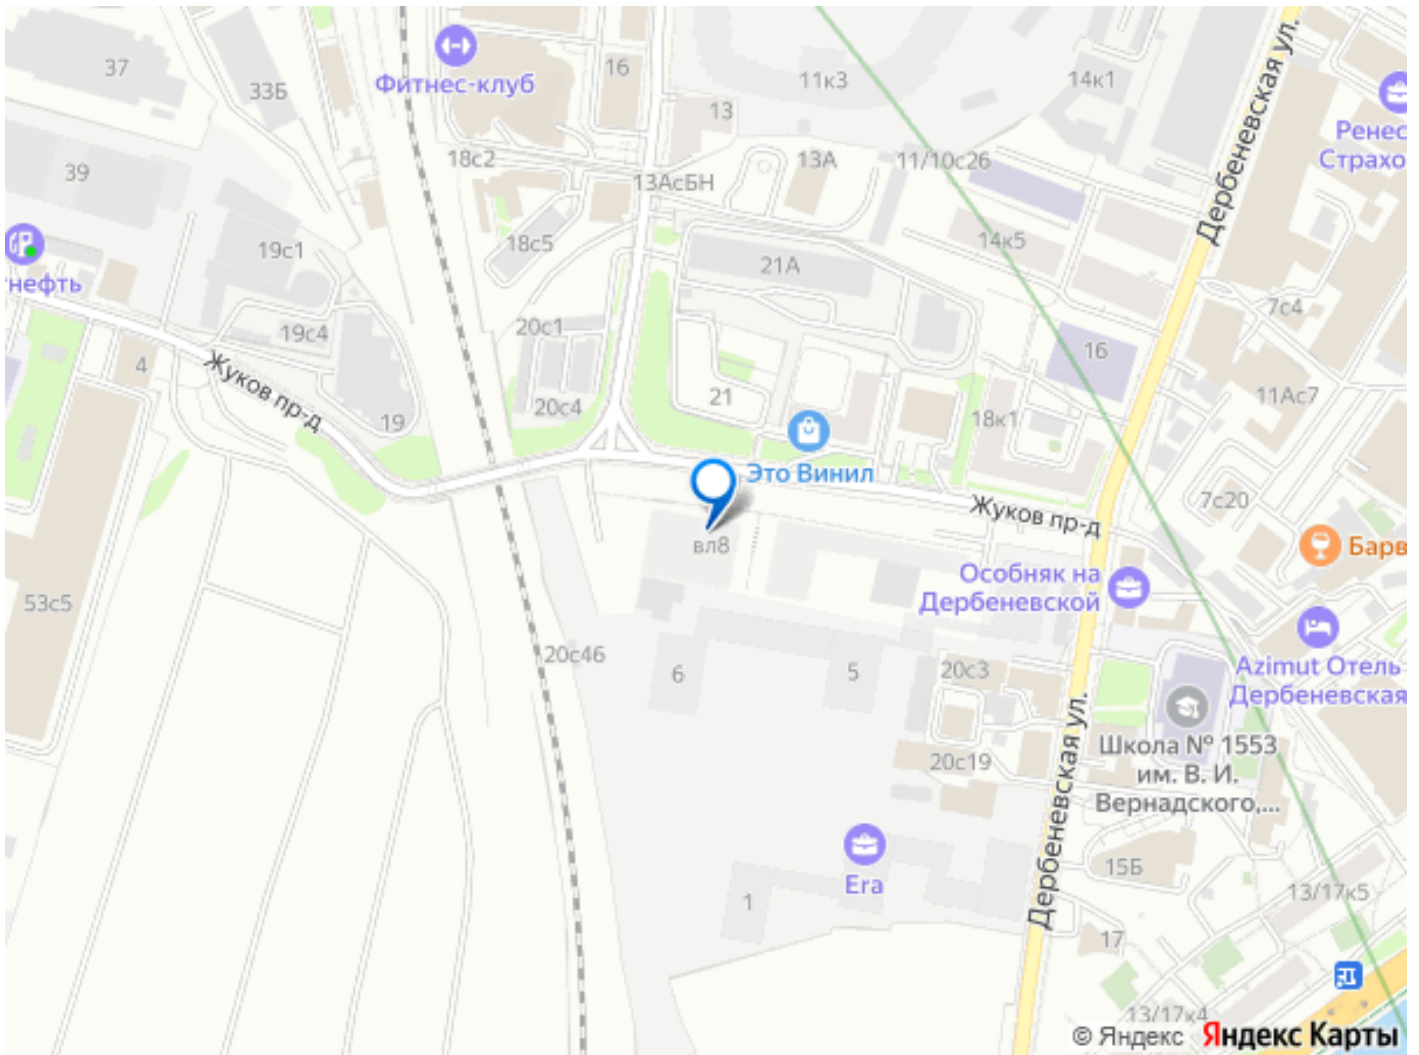 37
33Б
Фитнес-клуб
16
11к3
14к1
13
Дербеневская ул.
Ренес
Страхо
39
18с2
13АсБН
13А
11/10с26
19с1
18с5
21А
14к5
нефть
7с4
19с4
20с1
16
4
Жуков пр-д
20с4
21
18к1
11Ас7
19
Это Винил
Жуков пр-д
7с20
вл8
Барв
Особняк на
Дербеневской
53с5
20с46
6
5
20с3
Azimut Отель
Дербеневская
Дербеневская ул.
Школа № 1553
им. В. И.
Вернадского,...
20с19
Era
15Б
1
13/17к5
17
13/17к4
© Яндекс Яндекс Карты